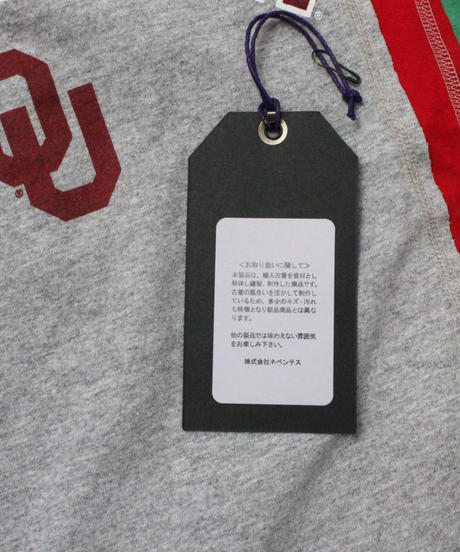 OU
®
<お取り扱いに関して>
本製品は、輸入古着を資材とし
解体し縫製、制作した商品です。
古着の風合いを活かして制作し
ているため、多少のキズ・汚れ
も特徴となり新品商品とは異な
ります。
他の製品では味わえない雰囲気
をお楽しみ下さい。
株式会社ネペンテス